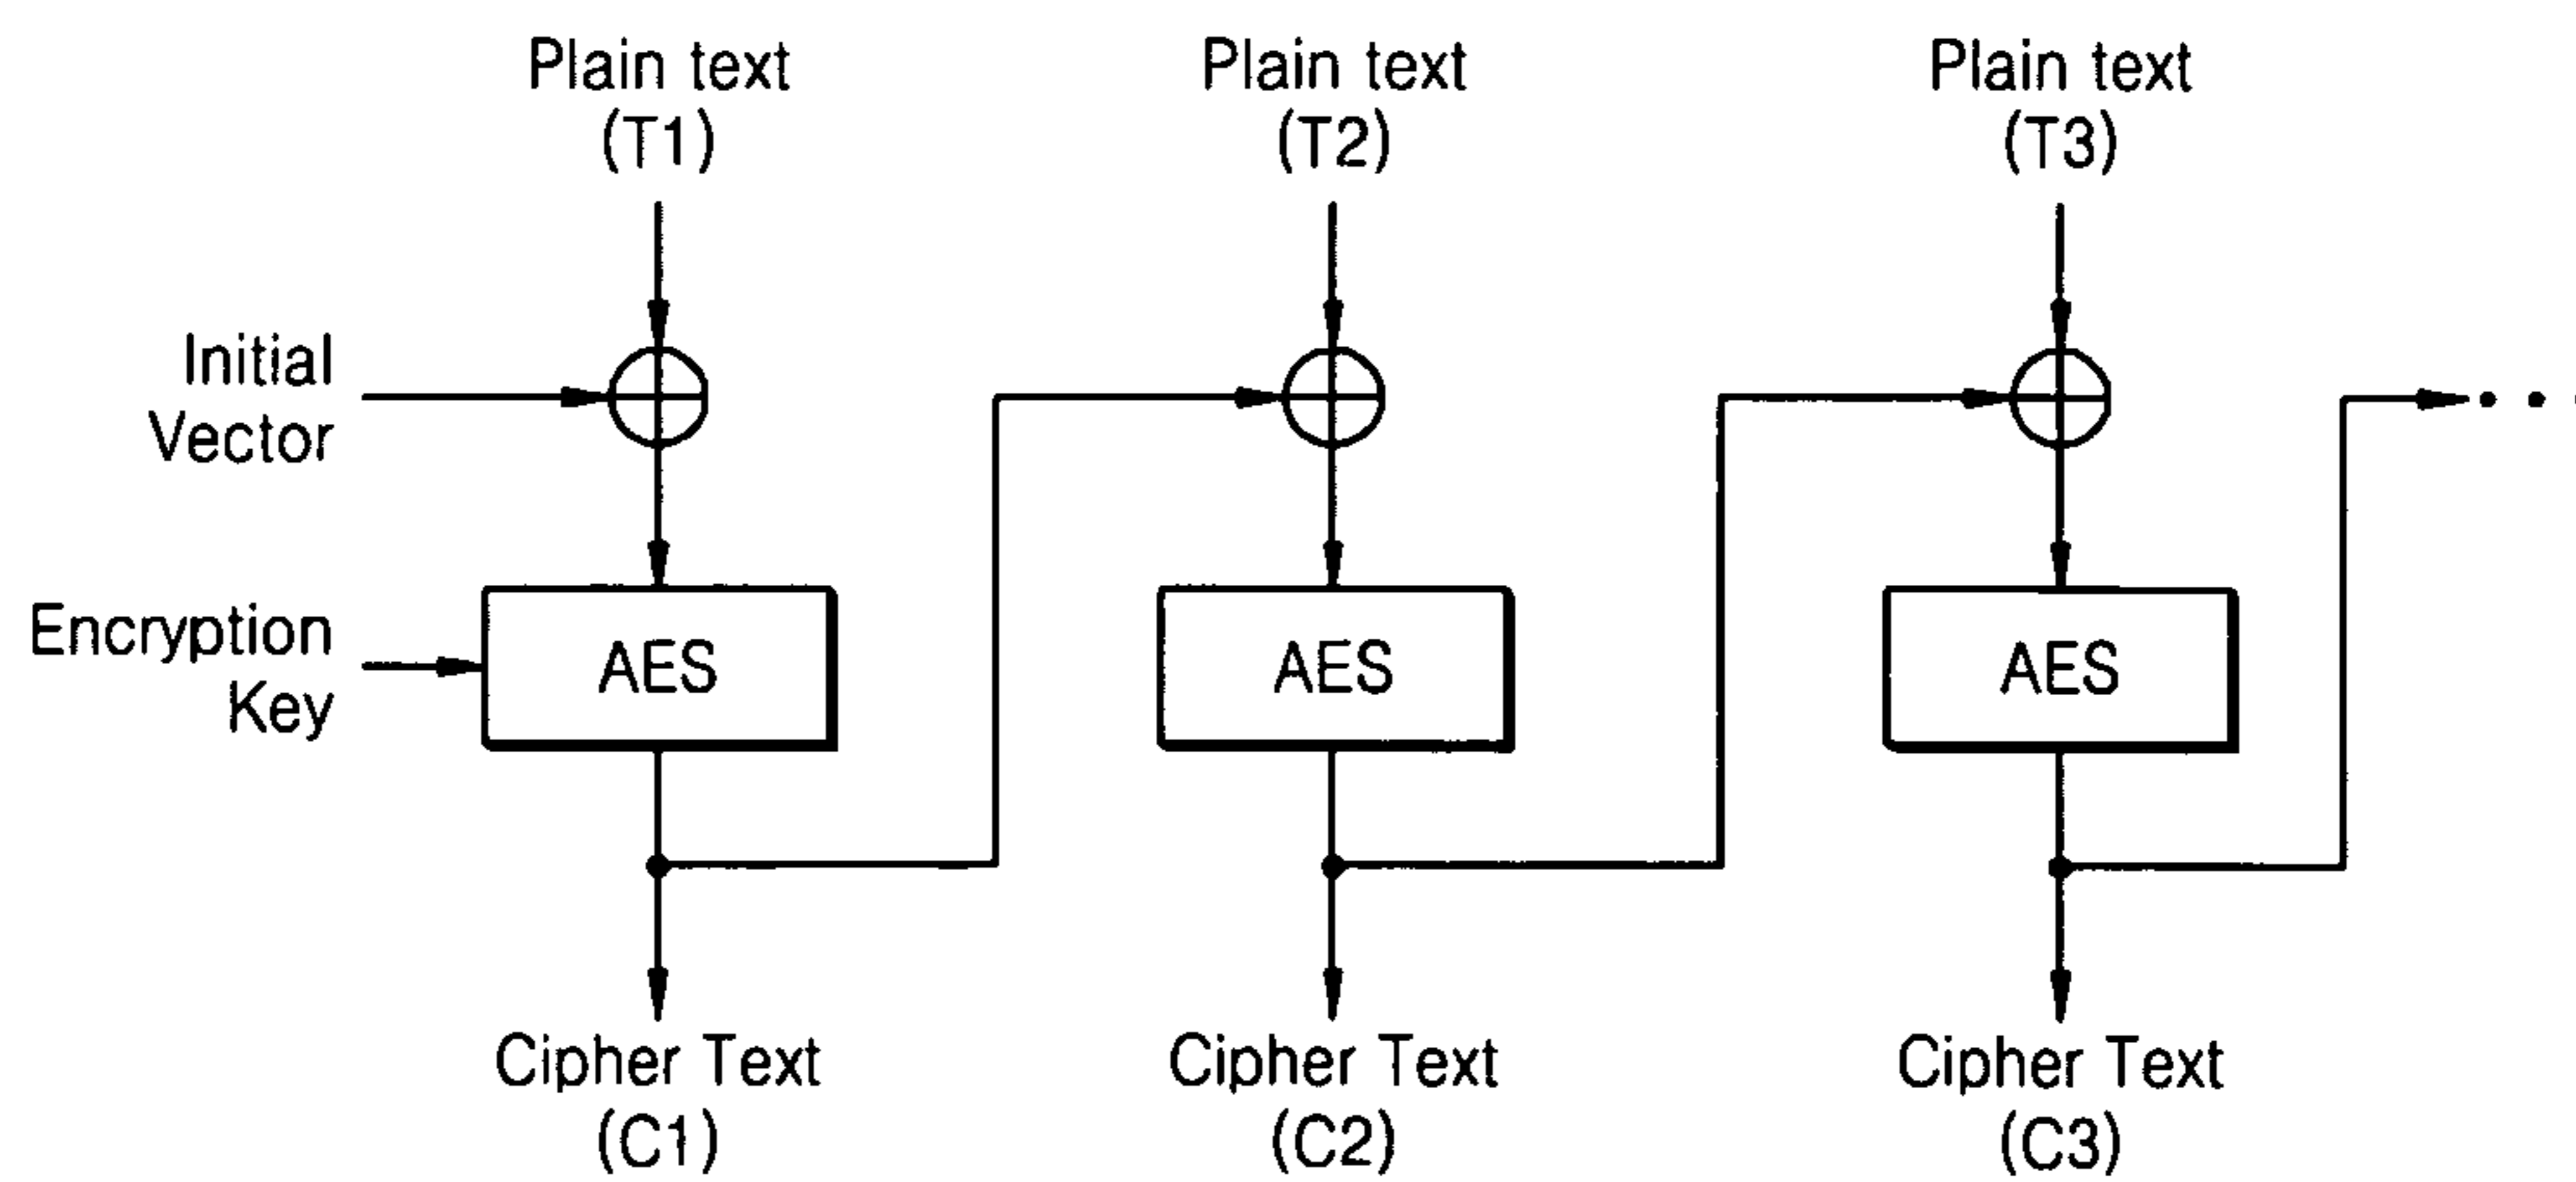 Plain text
(T1)
Plain text
(T2)
Plain text
(T3)
Initial
Vector
Encryption
Key
AES
AES
AES
Cipher Text
(C1)
Cipher Text
(C2)
Cipher Text
(C3)